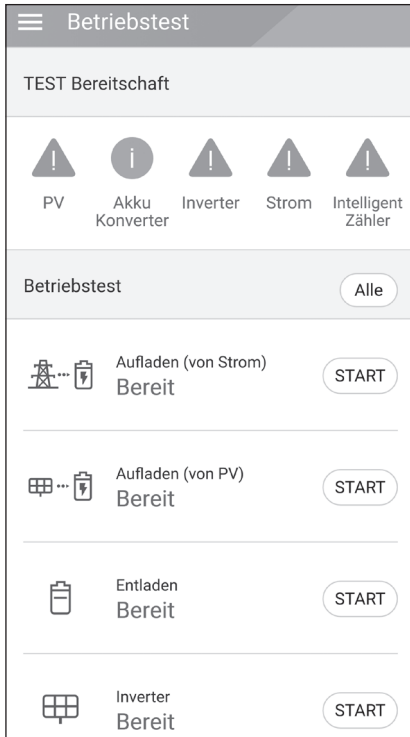 Betriebstest
TEST Bereitschaft
PV
Akku
Konverter
Inverter
Strom
Intelligent
Zähler
Betriebstest
Alle
Aufladen (von Strom)
Bereit
START
Aufladen (von PV)
Bereit
START
Entladen
Bereit
START
Inverter
Bereit
START